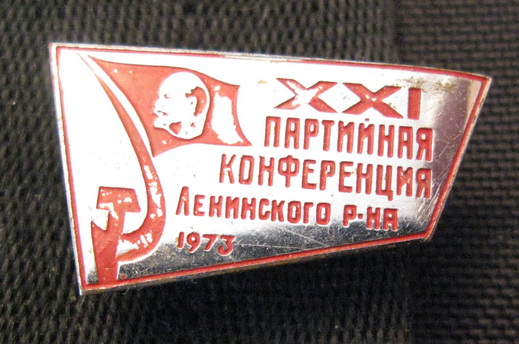 XXI
ПАРТИЙНАЯ
КОНФЕРЕНЦИЯ
ЛЕНИНСКОГО Р-НА
1973